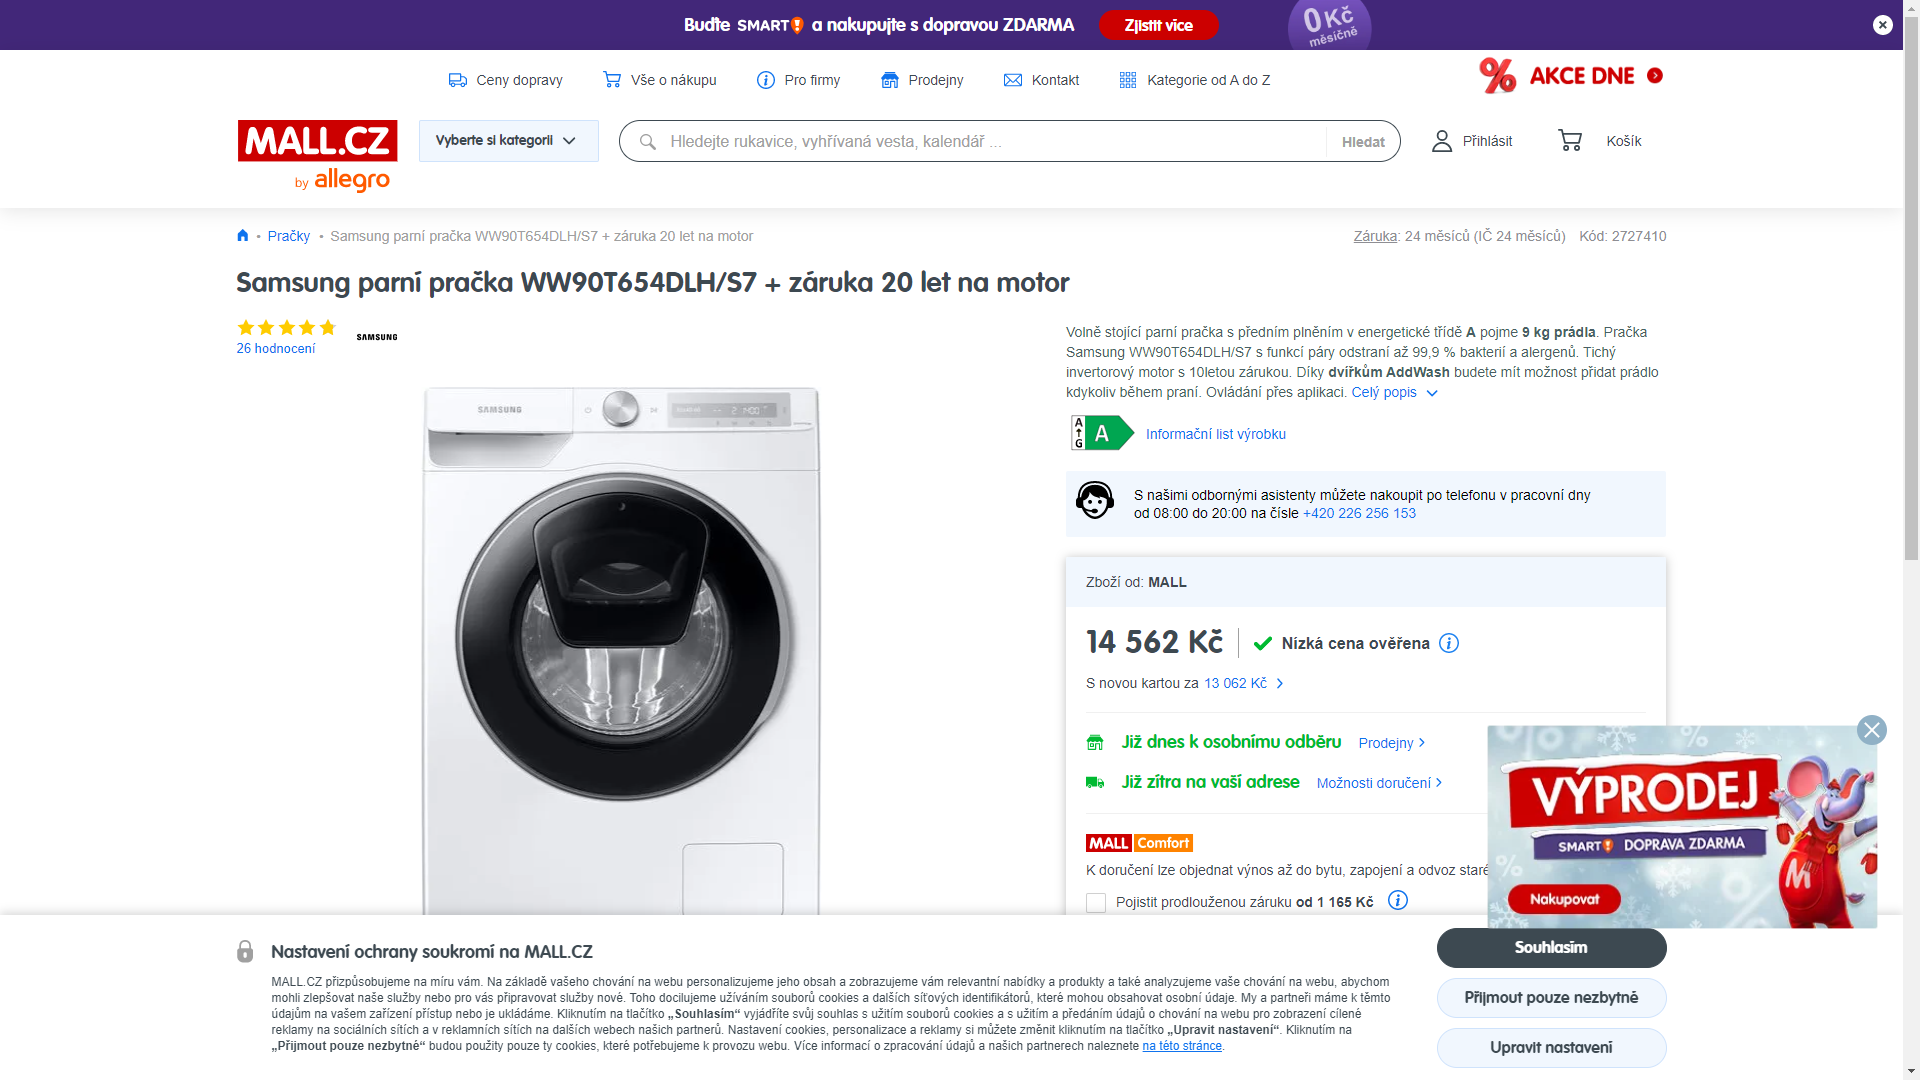 Buďte SMART! a nakupujte s dopravou ZDARMA
Zjistit více
0 Kč
měsíčně
Ceny dopravy
Vše o nákupu
Pro firmy
Prodejny
Kontakt
Kategorie od A do Z
% AKCE DNE
MALL.CZ
by allegro
Vyberte si kategorii
Hledejte rukavice, vyhřívaná vesta, kalendář ...
Hledat
Přihlásit
Košík
• Pračky • Samsung parní pračka WW90T654DLH/S7 + záruka 20 let na motor
Záruka: 24 měsíců (IČ 24 měsíců) Kód: 2727410
Samsung parní pračka WW90T654DLH/S7 + záruka 20 let na motor
26 hodnocení
SAMSUNG
SAMSUNG
Volně stojící parní pračka s předním plněním v energetické třídě A pojme 9 kg prádla. Pračka
Samsung WW90T654DLH/S7 s funkcí páry odstraní až 99,9 % bakterií a alergenů. Tichý
invertorový motor s 10letou zárukou. Díky dvířkům AddWash budete mít možnost přidat prádlo
kdykoliv během praní. Ovládání přes aplikaci. Celý popis
A
G
A
Informační list výrobku
S našimi odbornými asistenty můžete nakoupit po telefonu v pracovní dny
od 08:00 do 20:00 na čísle +420 226 256 153
Zboží od: MALL
14 562 Kč
Nízká cena ověřena
S novou kartou za 13 062 Kč
Již dnes k osobnímu odběru Prodejny
Již zítra na vaší adrese Možnosti doručení
MALL Comfort
K doručení lze objednat výnos až do bytu, zapojení a odvoz staré
Pojistit prodlouženou záruku od 1 165 Kč
VÝPRODEJ
SMART! DOPRAVA ZDARMA
Nakupovat
M
Nastavení ochrany soukromí na MALL.CZ
MALL.CZ přizpůsobujeme na míru vám. Na základě vašeho chování na webu personalizujeme jeho obsah a zobrazujeme vám relevantní nabídky a produkty a také analyzujeme vaše chování na webu, abychom
mohli zlepšovat naše služby nebo pro vás připravovat služby nové. Toho docilujeme užíváním souborů cookies a dalších síťových identifikátorů, které mohou obsahovat osobní údaje. My a partneři máme k těmto
údajům na vašem zařízení přístup nebo je ukládáme. Kliknutím na tlačítko „Souhlasím“ vyjádříte svůj souhlas s užitím souborů cookies a s užitím a předáním údajů o chování na webu pro zobrazení cílené
reklamy na sociálních sítích a v reklamních sítích na dalších webech našich partnerů. Nastavení cookies, personalizace a reklamy si můžete změnit kliknutím na tlačítko „Upravit nastavení“. Kliknutím na
„Přijmout pouze nezbytné“ budou použity pouze ty cookies, které potřebujeme k provozu webu. Více informací o zpracování údajů a našich partnerech naleznete na této stránce.
Souhlasím
Přijmout pouze nezbytné
Upravit nastavení